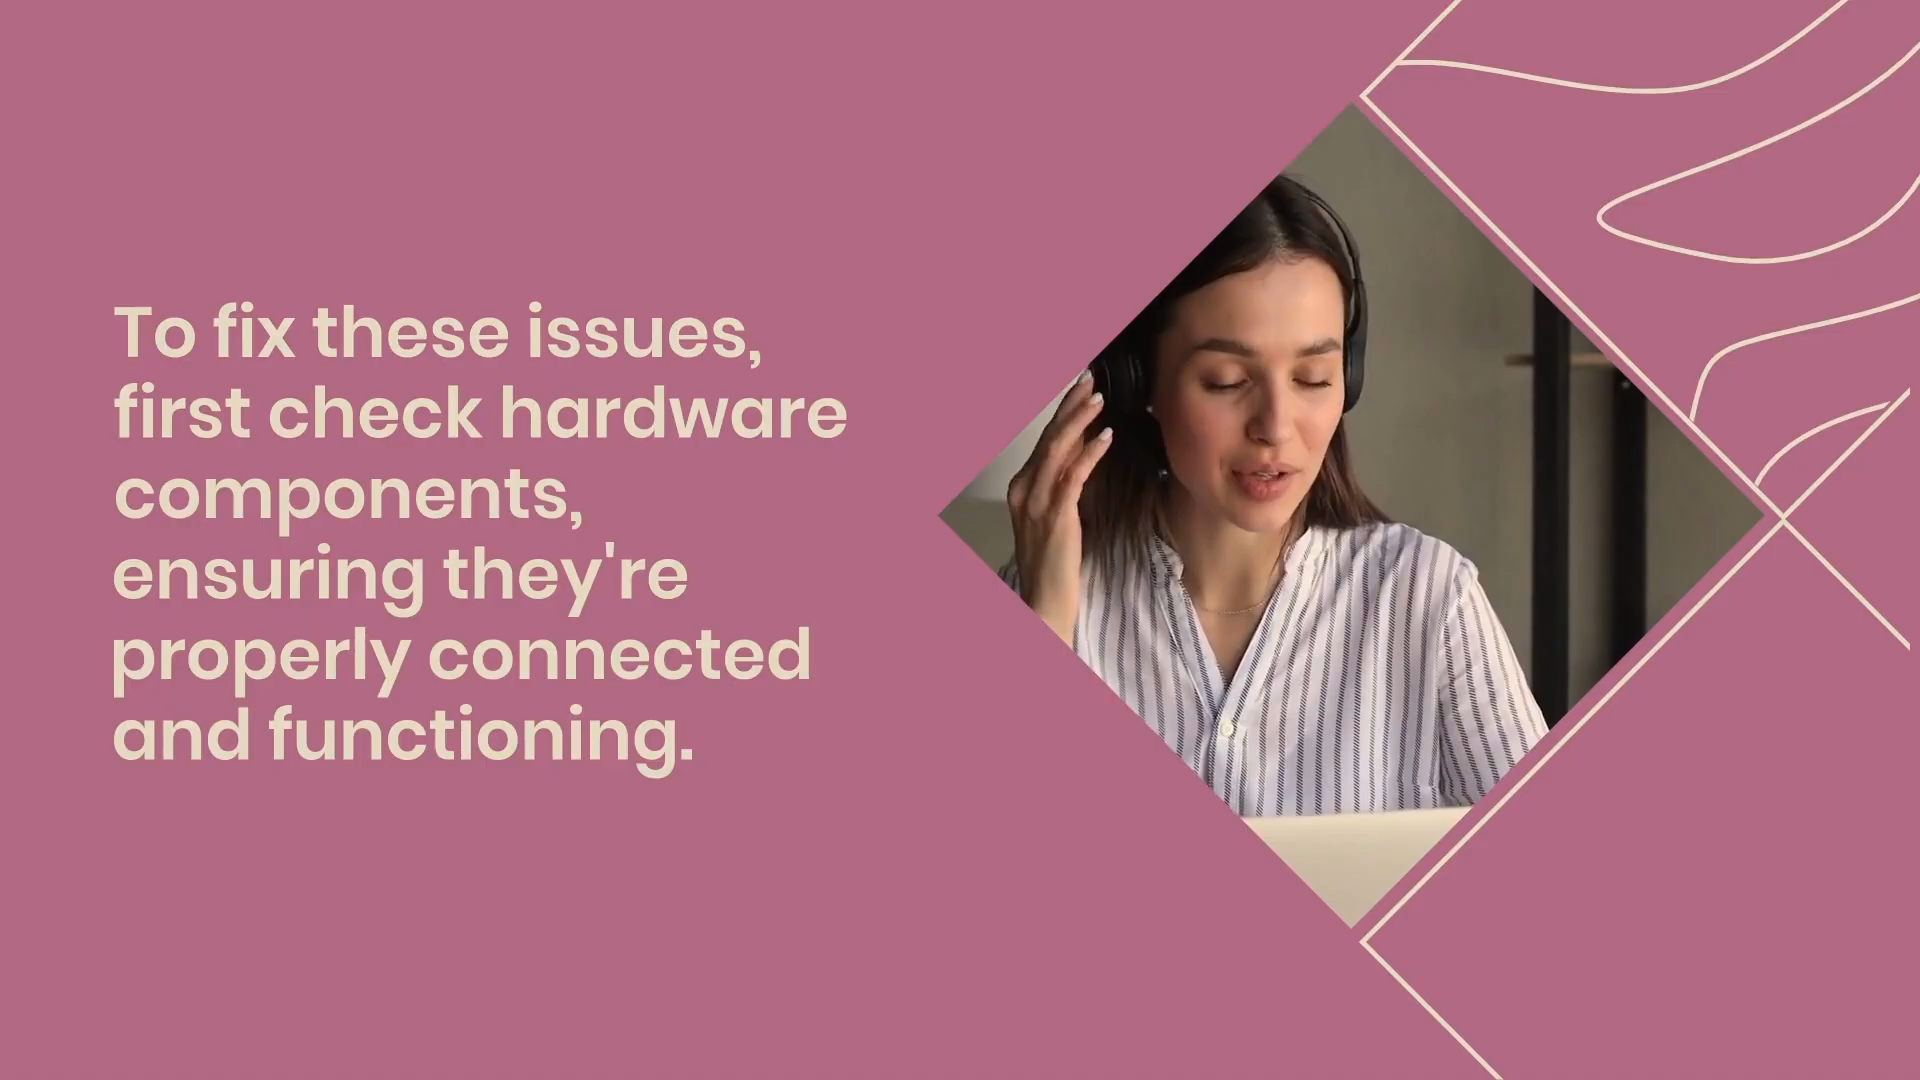 To fix these issues,
first check hardware
components,
ensuring they're
properly connected
and functioning.